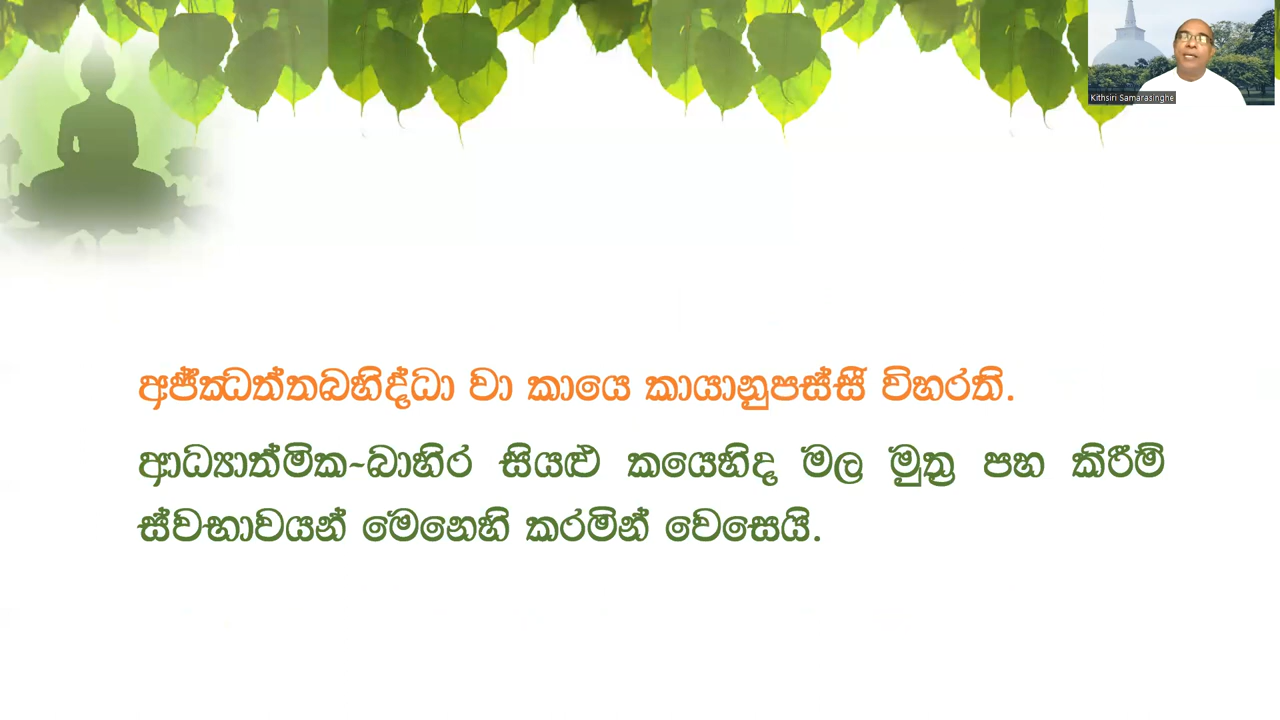 Kithsiri Samarasinghe
අජ්ඣත්තබහිද්ධා වා කායෙ කායානුපස්සී විහරති.
ආධ්‍යාත්මික~බාහිර සියළු කයෙහිද මල මුත්‍ර පහ කිරීම්
ස්වභාවයන් මෙනෙහි කරමින් වෙසෙයි.